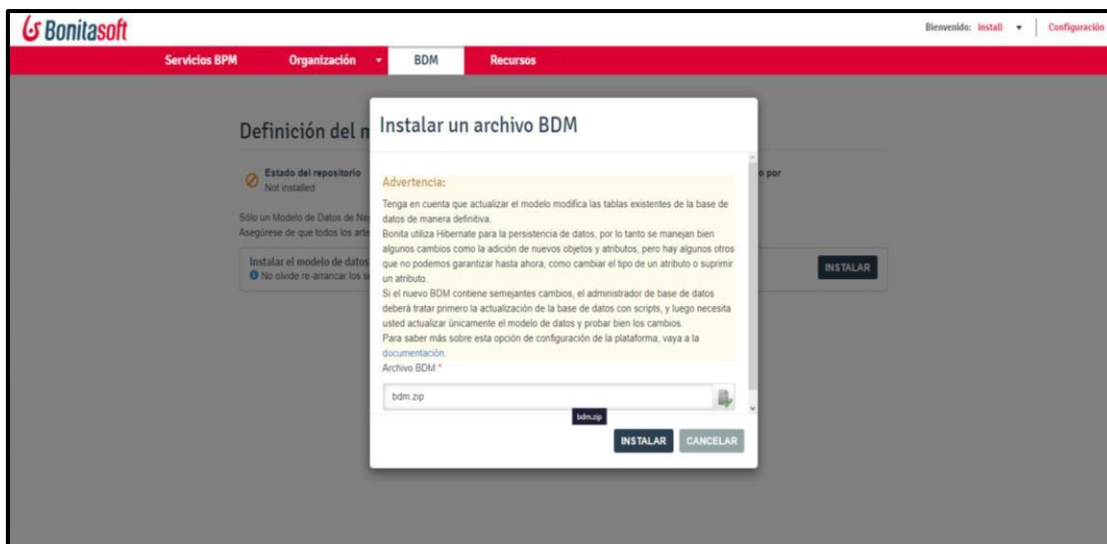 Bonitasoft
Bienvenido: install
Configuración
Servicios BPM
Organización
BDM
Recursos
Definición del m
Instalar un archivo BDM
Estado del repositorio
o por
Not installed
Sólo un Modelo de Datos de Ne
Asegúrese de que todos los arte
Instalar el modelo de datos
No olvide re-arrancar los s
INSTALAR
Advertencia:
Tenga en cuenta que actualizar el modelo modifica las tablas existentes de la base de
datos de manera definitiva.
Bonita utiliza Hibernate para la persistencia de datos, por lo tanto se manejan bien
algunos cambios como la adición de nuevos objetos y atributos, pero hay algunos otros
que no podemos garantizar hasta ahora, como cambiar el tipo de un atributo o suprimir
un atributo.
Si el nuevo BDM contiene semejantes cambios, el administrador de base de datos
deberá tratar primero la actualización de la base de datos con scripts, y luego necesita
usted actualizar únicamente el modelo de datos y probar bien los cambios.
Para saber más sobre esta opción de configuración de la plataforma, vaya a la
documentación.
Archivo BDM *
bdm.zip
bdm.zip
INSTALAR
CANCELAR